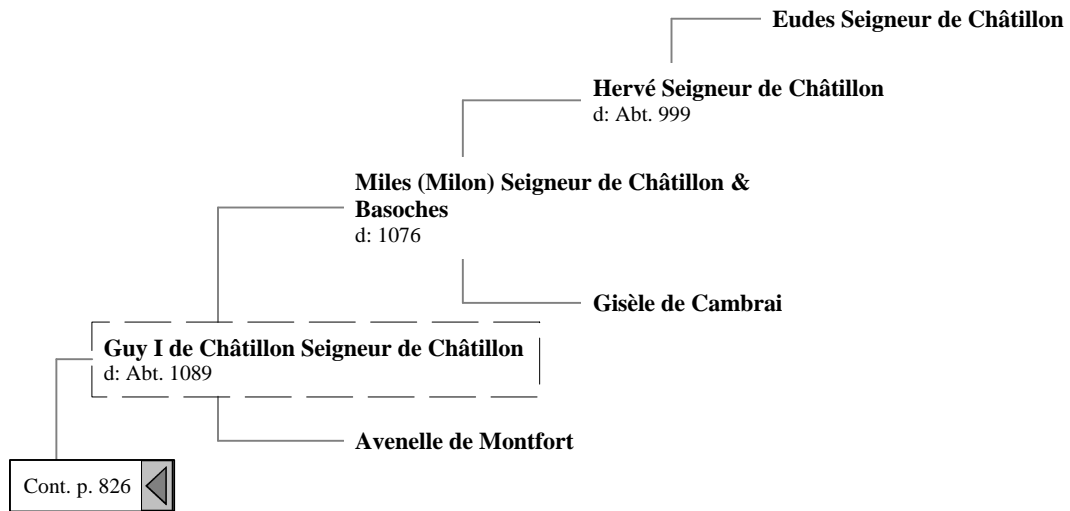 Eudes Seigneur de Châtillon
Hervé Seigneur de Châtillon
d: Abt. 999
Miles (Milon) Seigneur de Châtillon &
Basoches
d: 1076
Gisèle de Cambrai
Guy I de Châtillon Seigneur de Châtillon
d: Abt. 1089
Avenelle de Montfort
Cont. p. 826